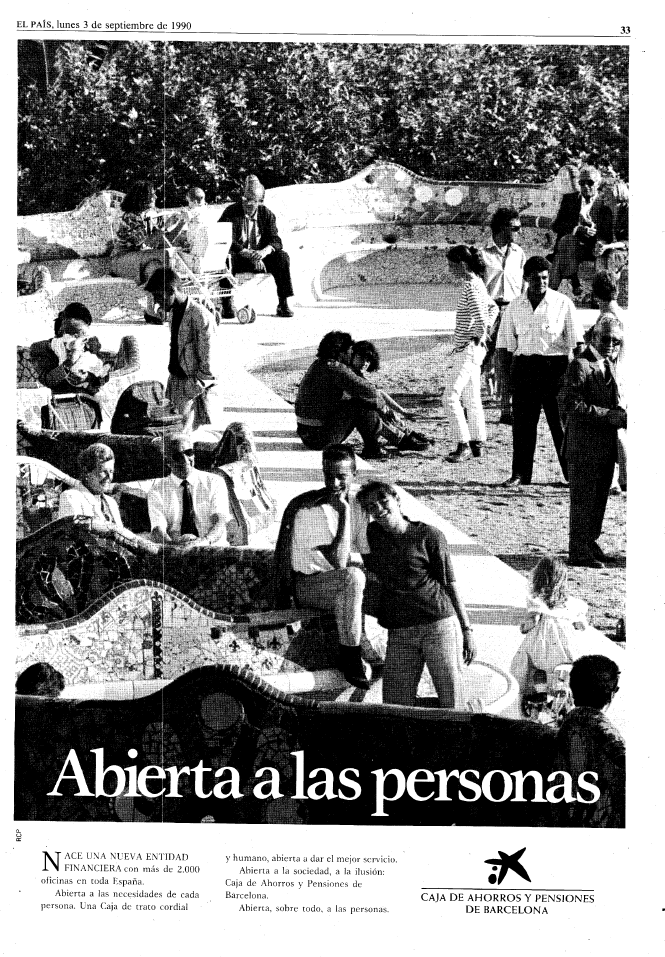 EL PAÍS, lunes 3 de septiembre de 1990
33
Abierta a las personas
RCP
NACE UNA NUEVA ENTIDAD
FINANCIERA con más de 2.000
oficinas en toda España.
Abierta a las necesidades de cada
persona. Una Caja de trato cordial
y humano, abierta a dar el mejor servicio.
Abierta a la sociedad, a la ilusión:
Caja de Ahorros y Pensiones de
Barcelona.
Abierta, sobre todo, a las personas.
CAJA DE AHORROS Y PENSIONES
DE BARCELONA